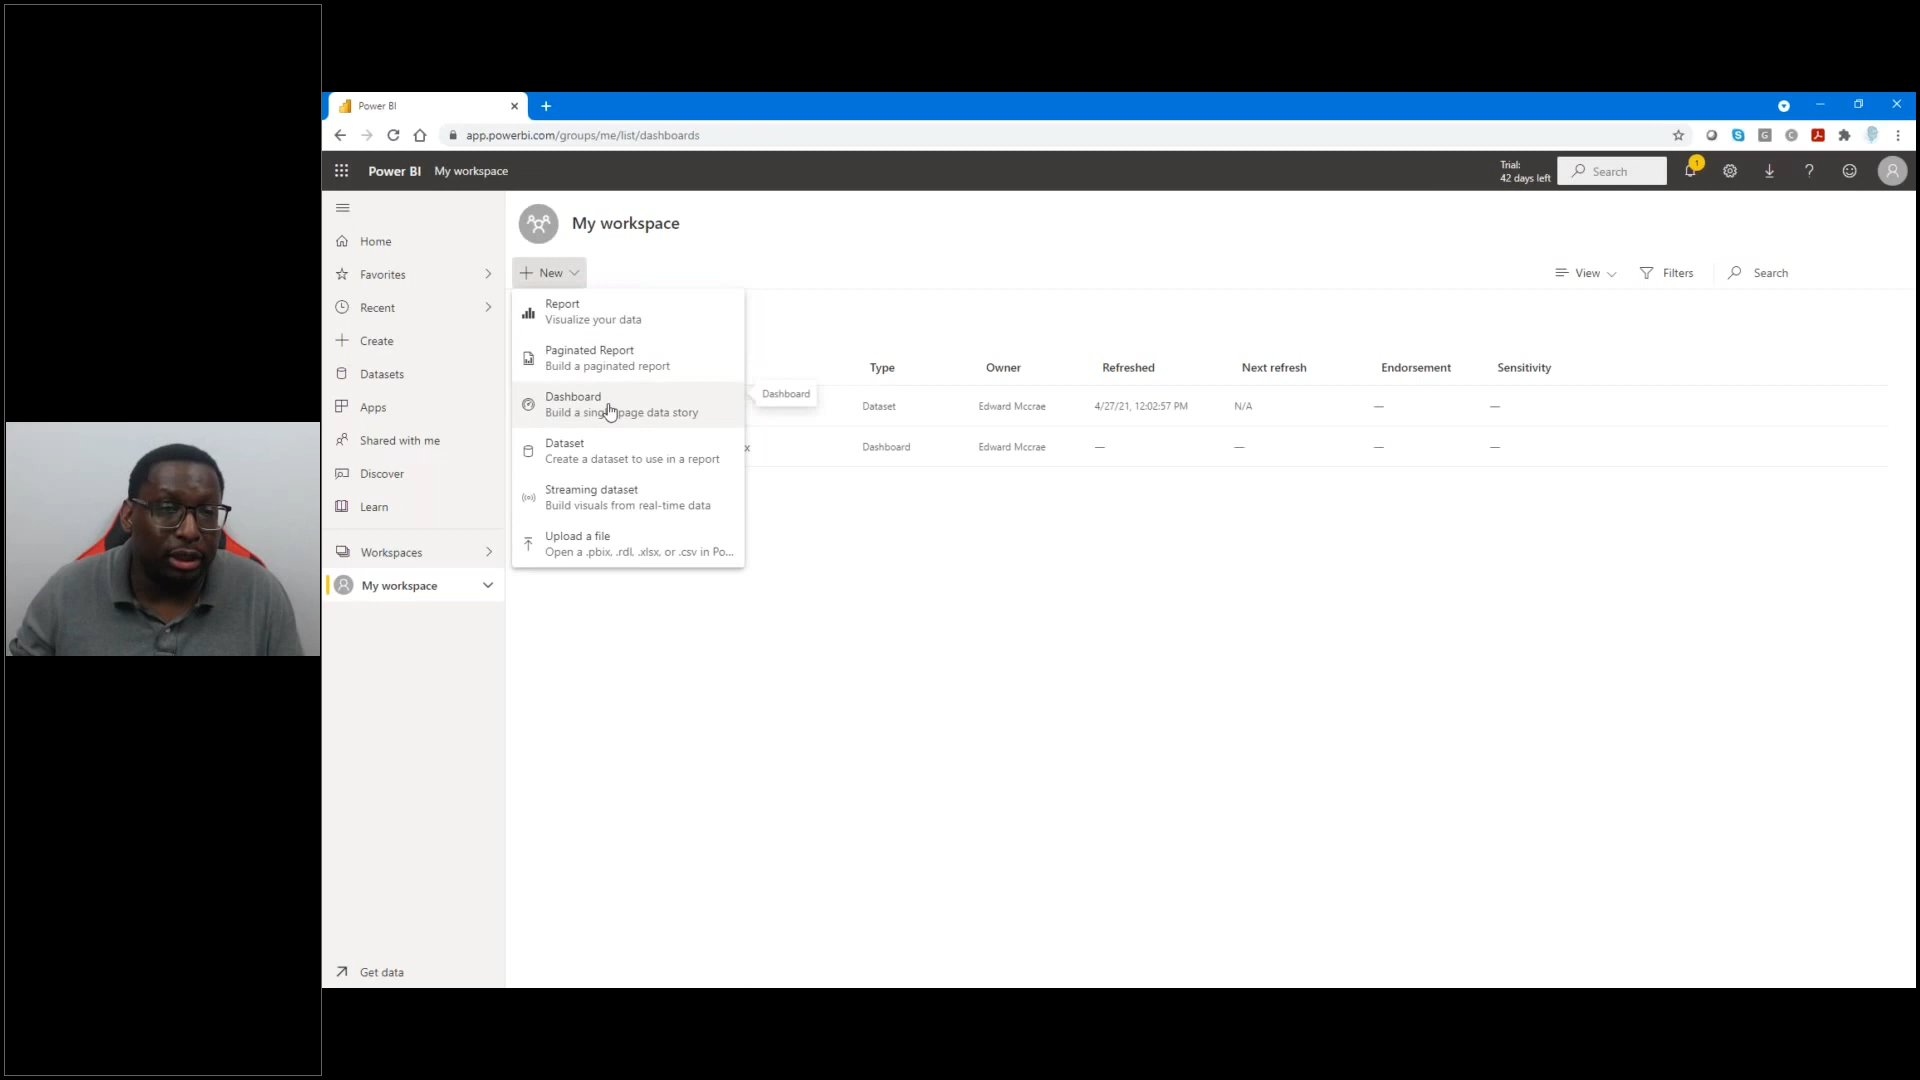 Power BI
app.powerbi.com/groups/me/list/dashboards
Power BI My workspace
Trial:
42 days left
Search
1
Home
Favorites
Recent
Create
Datasets
Apps
Shared with me
Discover
Learn
Workspaces
My workspace
Get data
My workspace
New
View
Filters
Search
Report
Visualize your data
Paginated Report
Build a paginated report
Dashboard
Build a sing page data story
Dataset
Create a dataset to use in a report
Streaming dataset
Build visuals from real-time data
Upload a file
Open a .pbix, .rdl, .xlsx, or .csv in Po...
Dashboard
Type Owner Refreshed Next refresh Endorsement Sensitivity
Dataset Edward Mccrae 4/27/21, 12:02:57 PM N/A — —
x Dashboard Edward Mccrae — — — —